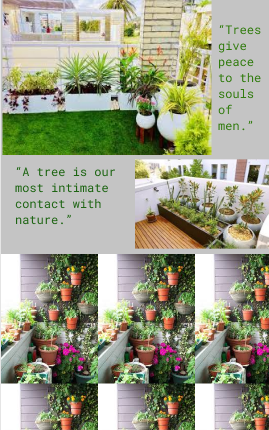 “Trees
give
peace
to the
souls
of
men.”
“A tree is our
most intimate
contact with
nature.”